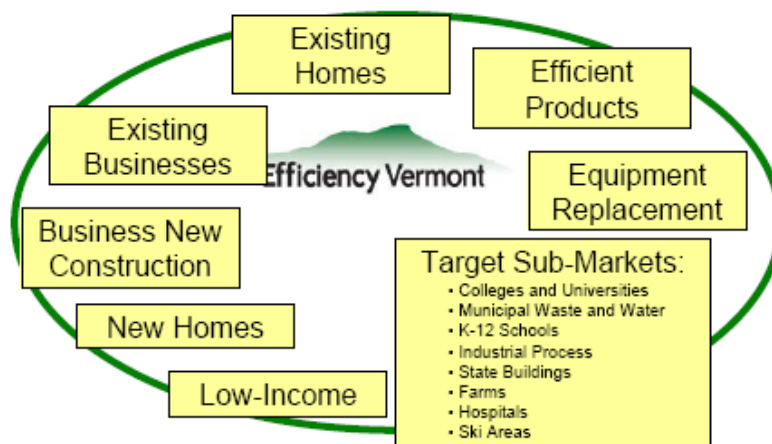 Existing
Homes
Efficient
Products
Existing
Businesses
Efficiency Vermont
Equipment
Replacement
Business New
Construction
Target Sub-Markets:
• Colleges and Universities
• Municipal Waste and Water
• K-12 Schools
• Industrial Process
• State Buildings
• Farms
• Hospitals
• Ski Areas
New Homes
Low-Income